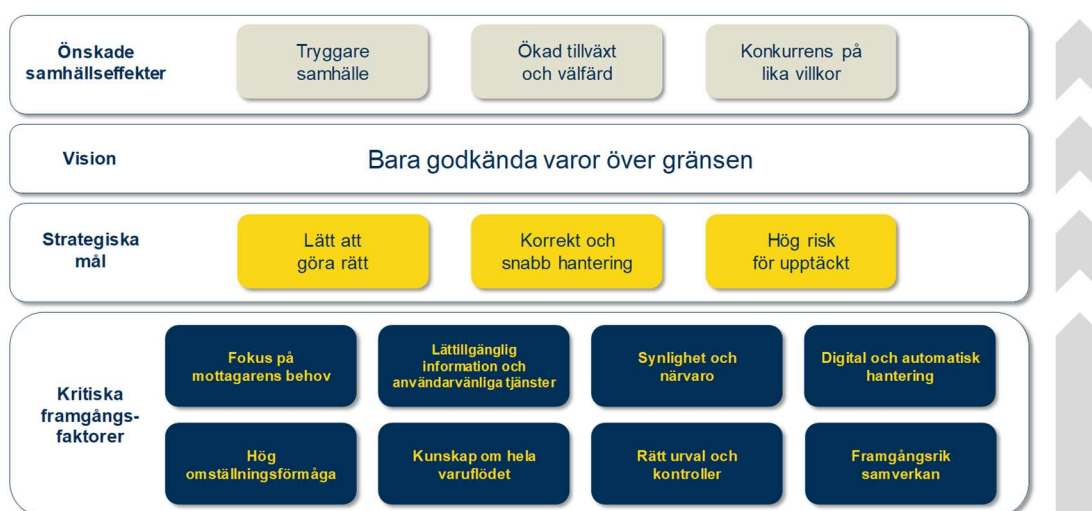 Önskade
samhällseffekter
Tryggare
samhälle
Ökad tillväxt
och välfärd
Konkurrens på
lika villkor
Vision
Bara godkända varor över gränsen
Strategiska
mål
Lätt att
göra rätt
Korrekt och
snabb hantering
Hög risk
för upptäckt
Kritiska
framgångs-
faktorer
Fokus på
mottagarens behov
Lättillgänglig
information och
användarvänliga tjänster
Synlighet och
närvaro
Digital och automatisk
hantering
Hög
omställningsförmåga
Kunskap om hela
varuflödet
Rätt urval och
kontroller
Framgångsrik
samverkan